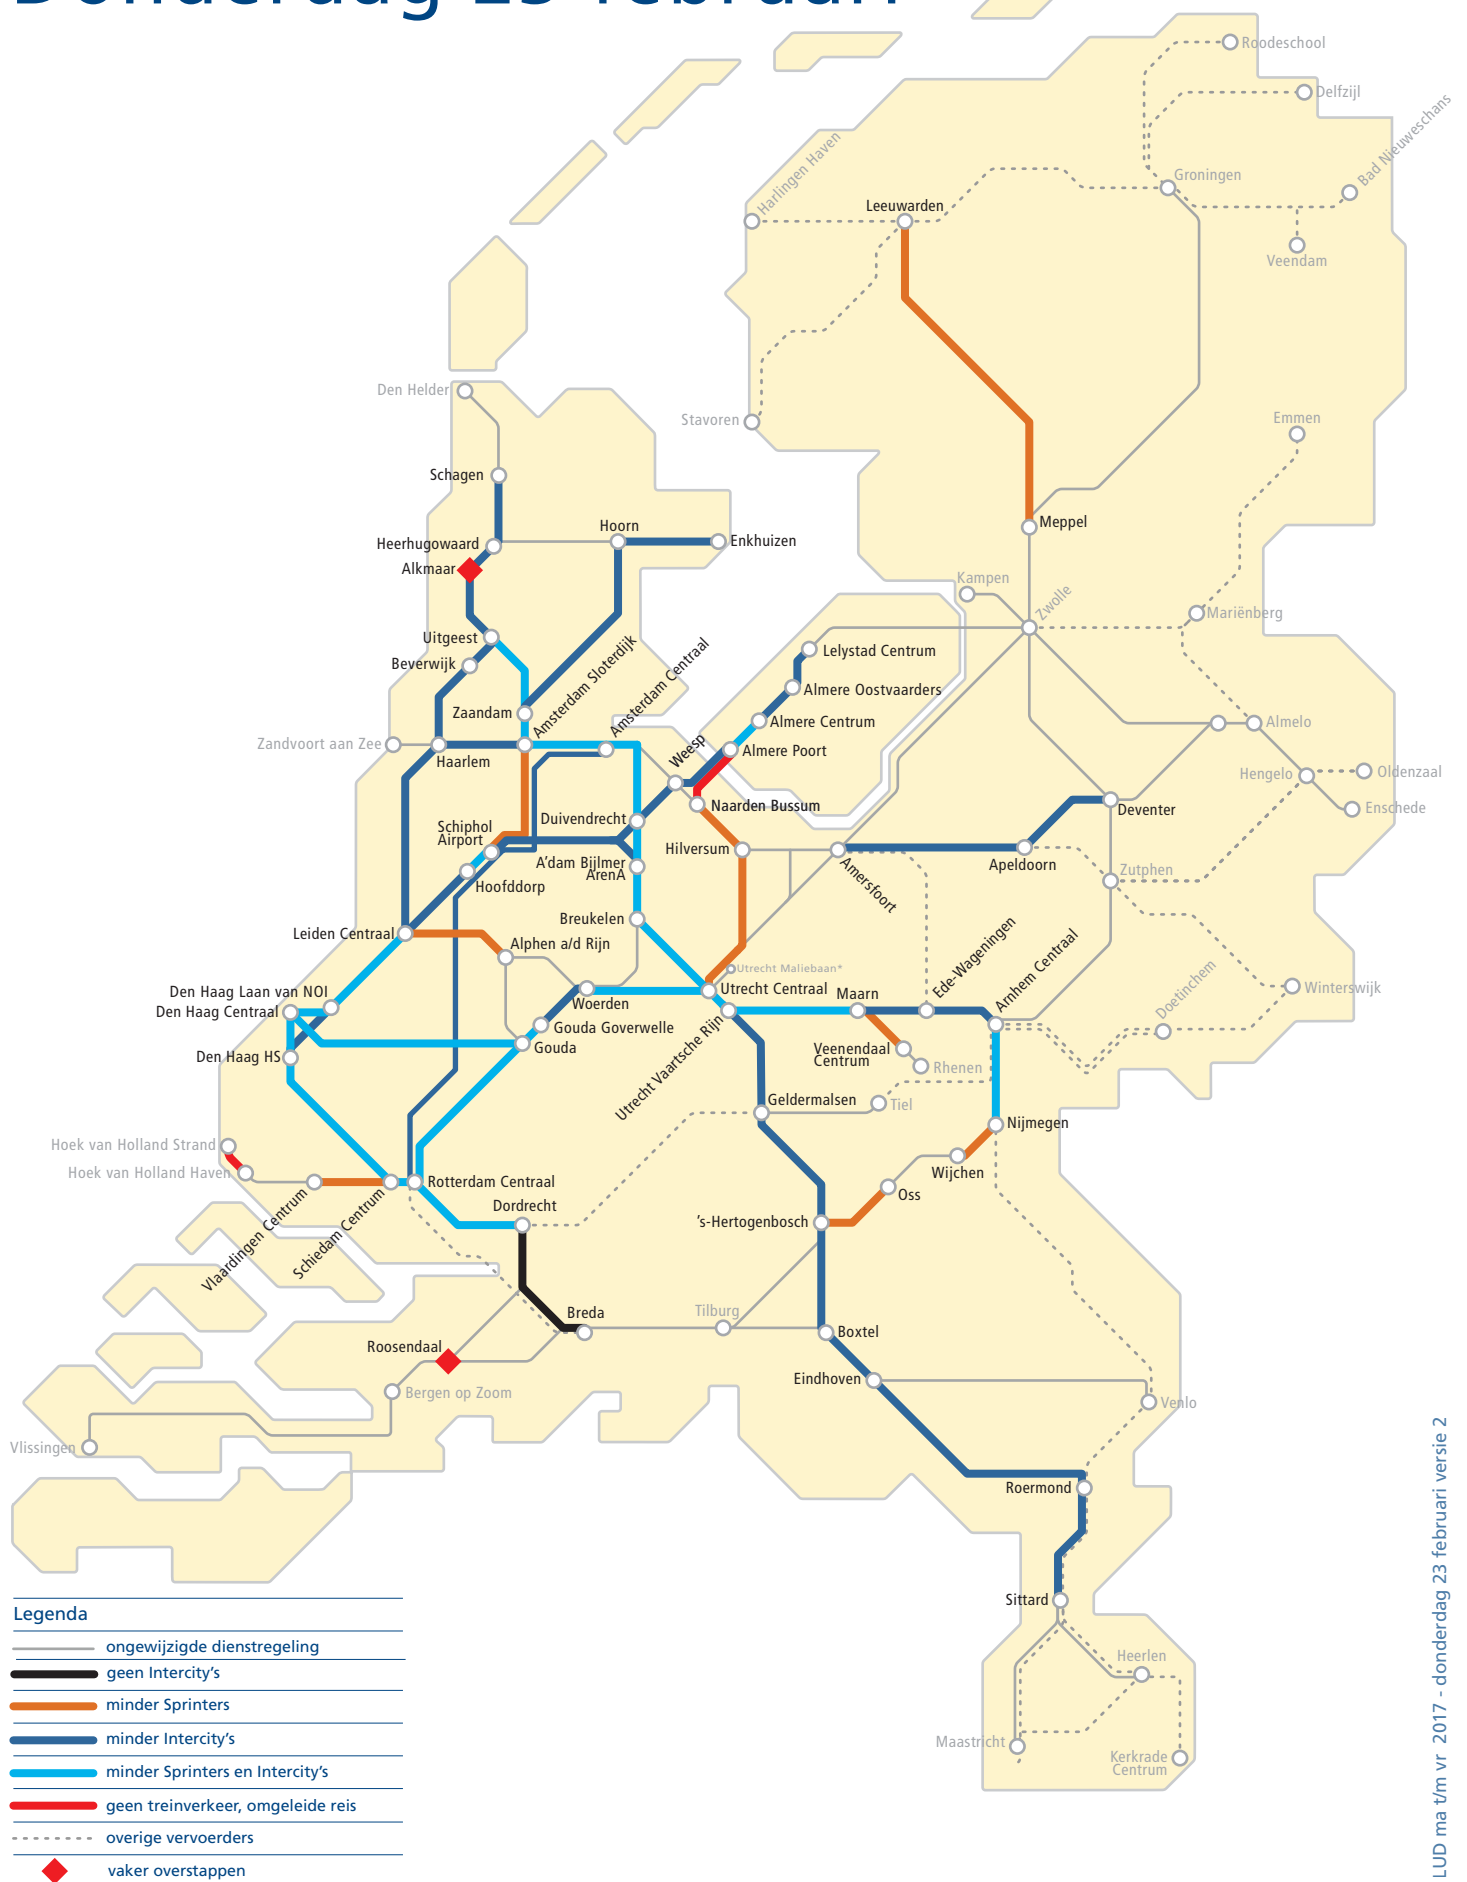 Donderdag 23 februari
Roodeschool
Delfzijl
Bad Nieuweschans
Harlingen Haven
Groningen
Leeuwarden
Veendam
Den Helder
Stavoren
Emmen
Schagen
Meppel
Hoorn
Enkhuizen
Heerhugowaard
Alkmaar
Kampen
Zwolle
Mariënberg
Uitgeest
Beverwijk
Lelystad Centrum
Almere Oostvaarders
Zaandam
Amsterdam Sloterdijk
Amsterdam Centraal
Almere Centrum
Almelo
Zandvoort aan Zee
Haarlem
Weesp
Almere Poort
Hengelo
Oldenzaal
Naarden Bussum
Deventer
Enschede
Duivendrecht
Schiphol
Airport
Hilversum
Amersfoort
Apeldoorn
Zutphen
A'dam Bijlmer
ArenA
Hoofddorp
Breukelen
Leiden Centraal
Alphen a/d Rijn
Ede-Wageningen
Arnhem Centraal
Utrecht Maliebaan*
Den Haag Laan van NOI
Den Haag Centraal
Woerden
Utrecht Centraal
Maarn
Doetinchem
Winterswijk
Gouda Goverwelle
Gouda
Den Haag HS
Utrecht Vaartsche Rijn
Veenendaal
Centrum
Rhenen
Geldermalsen
Tiel
Nijmegen
Hoek van Holland Strand
Hoek van Holland Haven
Wijchen
Rotterdam Centraal
Oss
Dordrecht
Vlaardingen Centrum
Schiedam Centrum
's-Hertogenbosch
Breda
Tilburg
Boxtel
Roosendaal
Eindhoven
Bergen op Zoom
Venlo
Vlissingen
Roermond
Sittard
Heerlen
Maastricht
Kerkrade
Centrum
Legenda
ongewijzigde dienstregeling
geen Intercity's
minder Sprinters
minder Intercity's
minder Sprinters en Intercity's
geen treinverkeer, omgeleide reis
overige vervoerders
vaker overstappen
LUD ma t/m vr 2017 - donderdag 23 februari versie 2